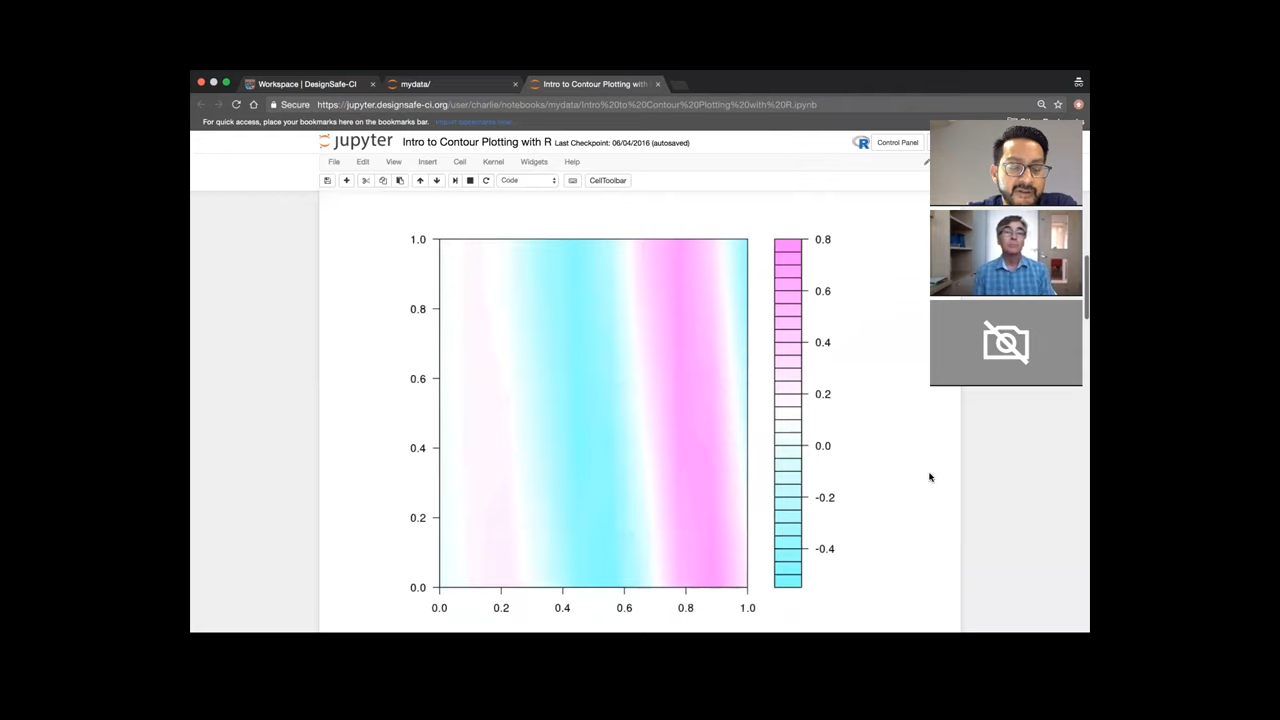 Workspace | DesignSafe-CI
mydata/
Intro to Contour Plotting with
Secure https://jupyter.designsafe-ci.org/user/charlie/notebooks/mydata/Intro%20to%20Contour%20Plotting%20with%20R.ipynb
For quick access, place your bookmarks here on the bookmarks bar. Import bookmarks now...
jupyter Intro to Contour Plotting with R Last Checkpoint: 06/04/2016 (autosaved)
R Control Panel
File Edit View Insert Cell Kernel Widgets Help
Code CellToolbar
1.0
0.8
0.6
0.4
0.2
0.0
0.0 0.2 0.4 0.6 0.8 1.0
0.8
0.6
0.4
0.2
0.0
-0.2
-0.4